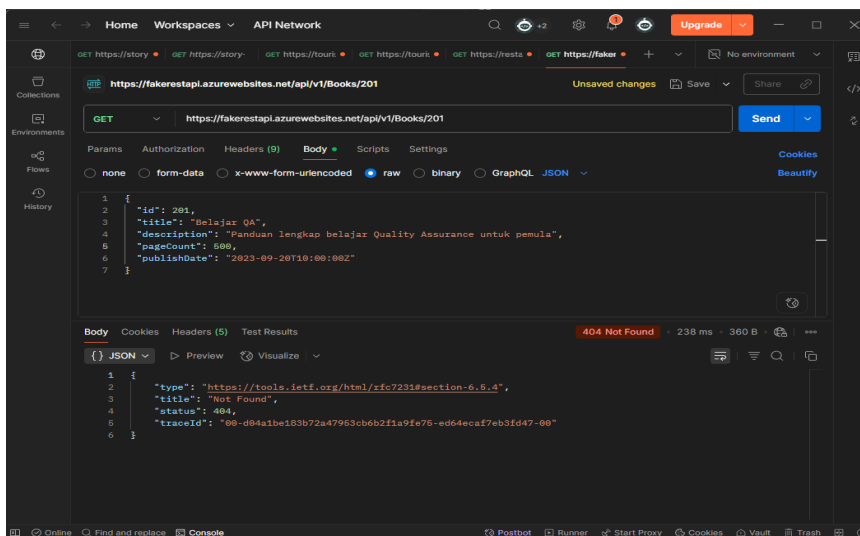 Home Workspaces API Network +2 1 Upgrade
GET https://story GET https://story- GET https://touri: GET https://touri: GET https://resta GET https://faker No environment
HTTP https://fakerestapi.azurewebsites.net/api/v1/Books/201 Unsaved changes Save Share
GET https://fakerestapi.azurewebsites.net/api/v1/Books/201 Send
Params Authorization Headers (9) Body Scripts Settings Cookies
none form-data x-www-form-urlencoded raw binary GraphQL JSON Beautify
Collections
Environments
Flows
History
1 {
2 "id": 201,
3 "title": "Belajar QA",
4 "description": "Panduan lengkap belajar Quality Assurance untuk pemula",
5 "pageCount": 500,
6 "publishDate": "2023-09-20T10:00:00Z"
7 }
Body Cookies Headers (5) Test Results 404 Not Found 238 ms 360 B
{} JSON Preview Visualize
1 {
2 "type": "https://tools.ietf.org/html/rfc7231#section-6.5.4",
3 "title": "Not Found",
4 "status": 404,
5 "traceId": "00-d04a1be183b72a47953cb6b2f1a9fe75-ed64ecaf7eb3fd47-00"
6 }
Online Find and replace Console Postbot Runner Start Proxy Cookies Vault Trash